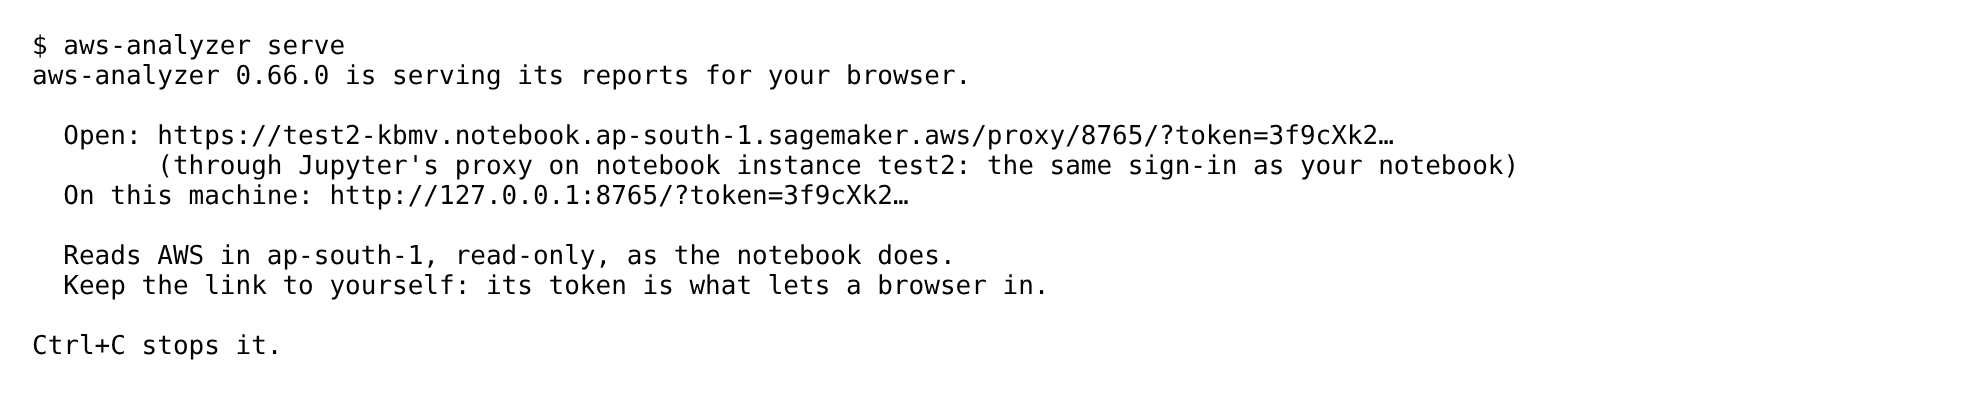 $ aws-analyzer serve
aws-analyzer 0.66.0 is serving its reports for your browser.
Open: https://test2-kbmv.notebook.ap-south-1.sagemaker.aws/proxy/8765/?token=3f9cXk2…
(through Jupyter's proxy on notebook instance test2: the same sign-in as your notebook)
On this machine: http://127.0.0.1:8765/?token=3f9cXk2…
Reads AWS in ap-south-1, read-only, as the notebook does.
Keep the link to yourself: its token is what lets a browser in.
Ctrl+C stops it.